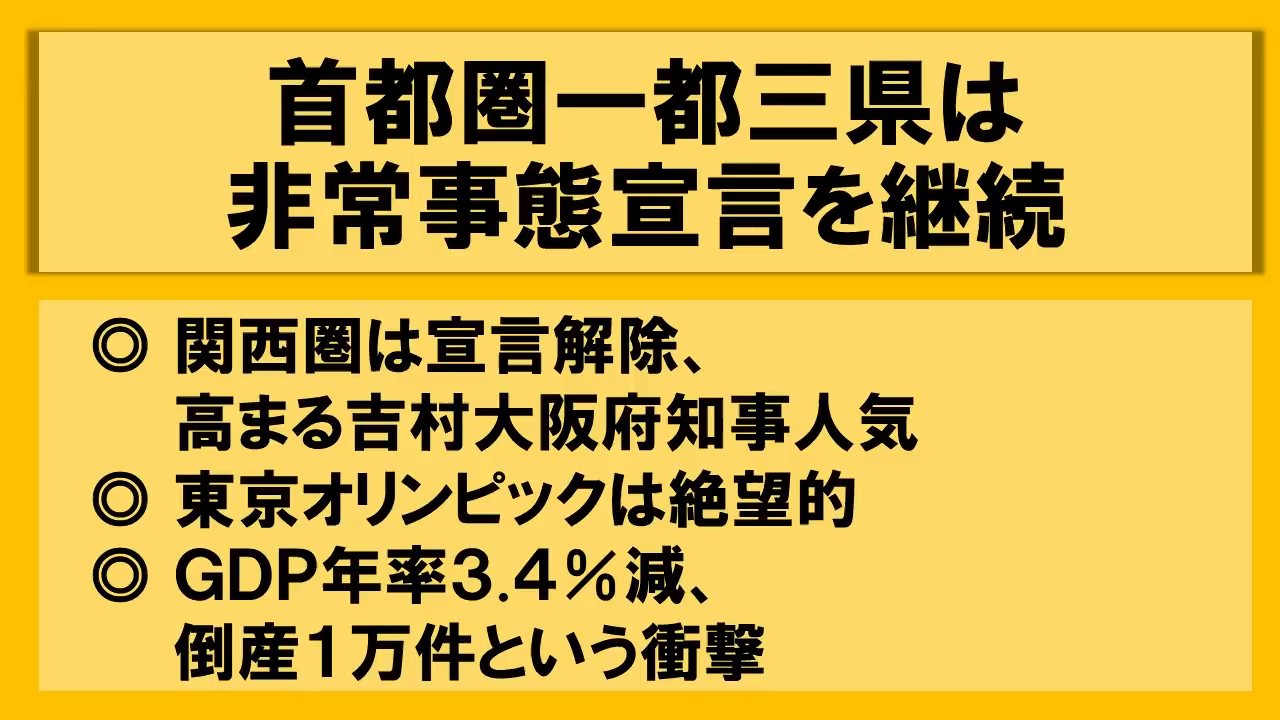 首都圏一都三県は
非常事態宣言を継続
◎ 関西圏は宣言解除、
高まる吉村大阪府知事人気
◎ 東京オリンピックは絶望的
◎ GDP年率3.4%減、
倒産1万件という衝撃